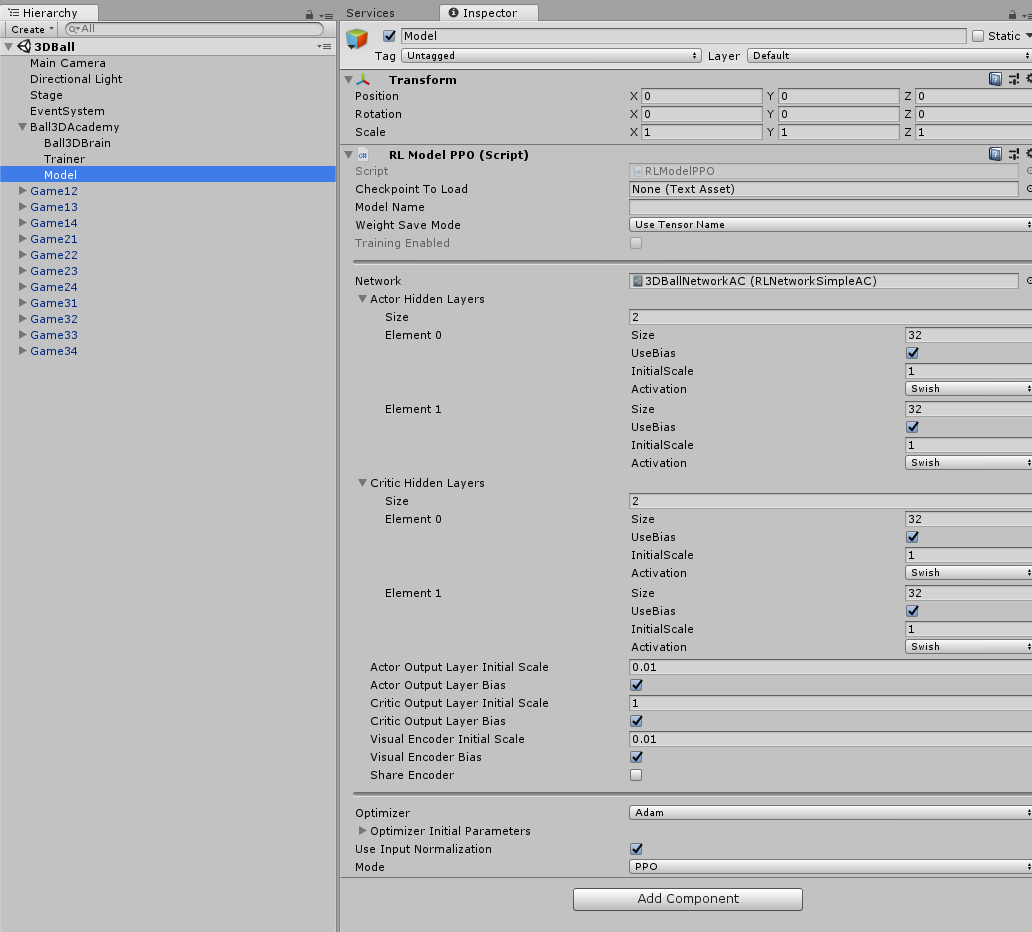 Hierarchy
Create
All
3DBall
Main Camera
Directional Light
Stage
EventSystem
Ball3DAcademy
Ball3DBrain
Trainer
Model
Game12
Game13
Game14
Game21
Game22
Game23
Game24
Game31
Game32
Game33
Game34
Services
Inspector
Model
Static
Tag Untagged Layer Default
Transform
Position X 0 Y 0 Z 0
Rotation X 0 Y 0 Z 0
Scale X 1 Y 1 Z 1
RL Model PPO (Script)
Script RLModelPPO
Checkpoint To Load None (Text Asset)
Model Name
Weight Save Mode Use Tensor Name
Training Enabled
Network 3DBallNetworkAC (RLNetworkSimpleAC)
Actor Hidden Layers
Size 2
Element 0 Size 32
UseBias
InitialScale 1
Activation Swish
Element 1 Size 32
UseBias
InitialScale 1
Activation Swish
Critic Hidden Layers
Size 2
Element 0 Size 32
UseBias
InitialScale 1
Activation Swish
Element 1 Size 32
UseBias
InitialScale 1
Activation Swish
Actor Output Layer Initial Scale 0.01
Actor Output Layer Bias
Critic Output Layer Initial Scale 1
Critic Output Layer Bias
Visual Encoder Initial Scale 0.01
Visual Encoder Bias
Share Encoder
Optimizer Adam
Optimizer Initial Parameters
Use Input Normalization
Mode PPO
Add Component